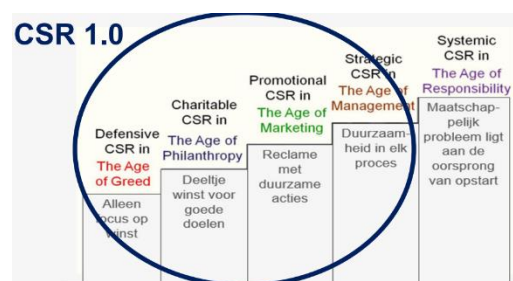 CSR 1.0
Defensive
CSR in
The Age
of Greed
Alleen
focus op
winst
Charitable
CSR in
The Age of
Philanthropy
Deeltje
winst voor
goede
doelen
Promotional
CSR in
The Age of
Marketing
Reclame
met
duurzame
acties
Strategic
CSR in
The Age of
Management
Duurzaam-
heid in elk
proces
Systemic
CSR in
The Age of
Responsibility
Maatschap-
pelijk
probleem ligt
aan de
oorsprong
van opstart